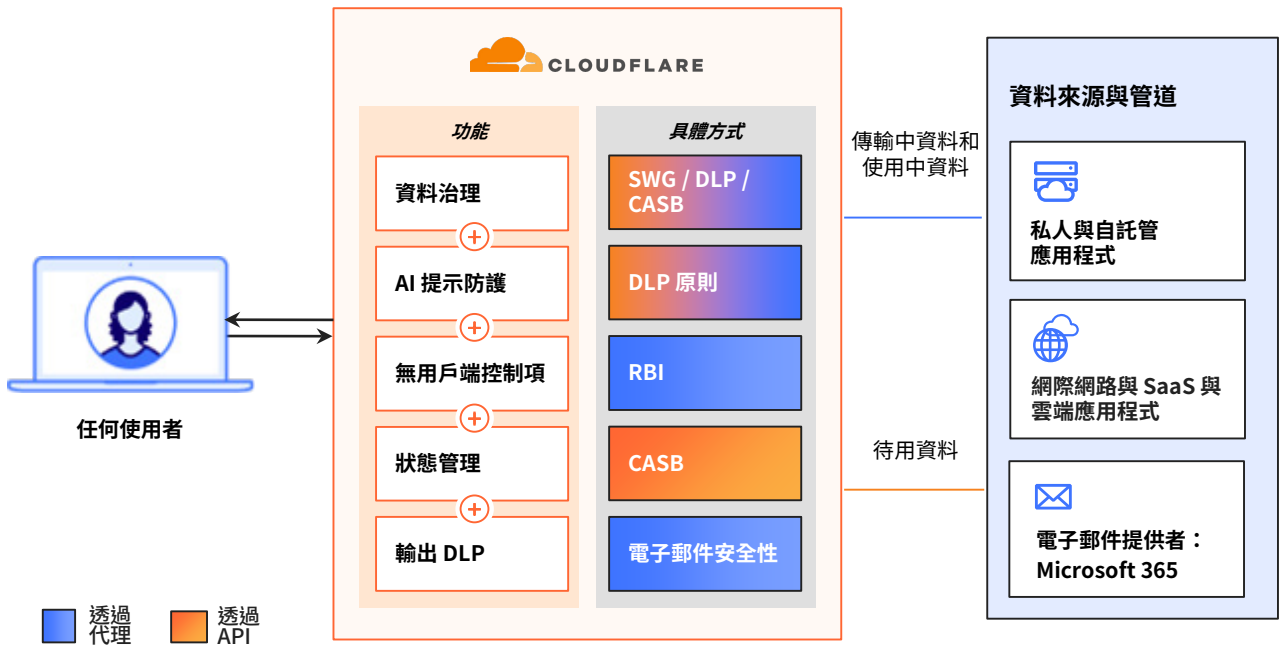 CLOUDFLARE
功能
資料治理
AI 提示防護
無用戶端控制項
狀態管理
輸出 DLP
具體方式
SWG / DLP /
CASB
DLP 原則
RBI
CASB
電子郵件安全性
任何使用者
傳輸中資料和
使用中資料
待用資料
資料來源與管道
私人與自託管
應用程式
網際網路與 SaaS 與
雲端應用程式
電子郵件提供者：
Microsoft 365
透過
代理
透過
API